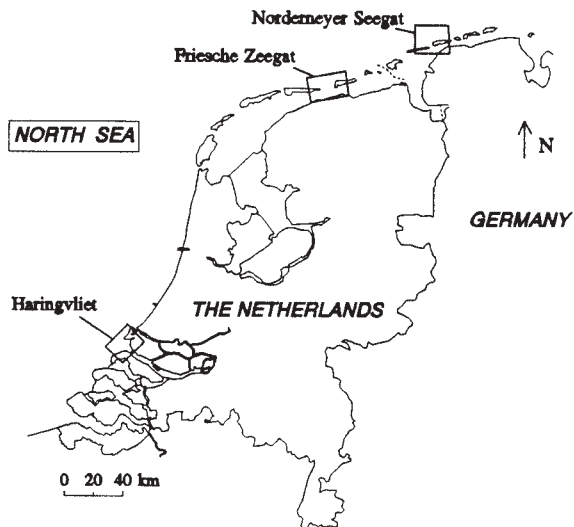 Norderneyer Seegat
Friesche Zeegat
NORTH SEA
N
GERMANY
Haringvliet
THE NETHERLANDS
0 20 40 km